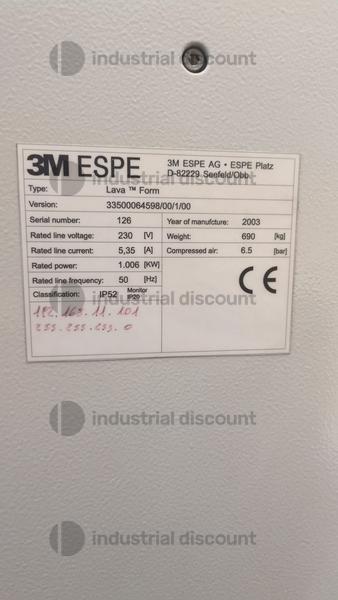 industrial discount
3M ESPE
3M ESPE AG • ESPE Platz
D-82229 Seefeld/Obb.
industrial discount
Type: Lava ™ Form
Version: 33500064598/00/1/00
Serial number: 126 Year of manufcture: 2003
Rated line voltage: 230 [V] Weight: 690 [kg]
Rated line current: 5,35 [A] Compressed air: 6.5 [bar]
Rated power: 1.006 [KW]
Rated line frequency: 50 [Hz]
Classification: IP52 Monitor IP20
CE
industrial discount
192.168.11.101
255.255.255.0
industrial discount
industrial discount